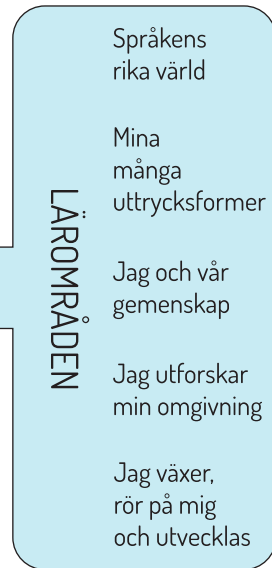 LÄROMRÅDEN
Språkens
rika värld
Mina
många
uttrycksformer
Jag och vår
gemenskap
Jag utforskar
min omgivning
Jag växer,
rör på mig
och utvecklas